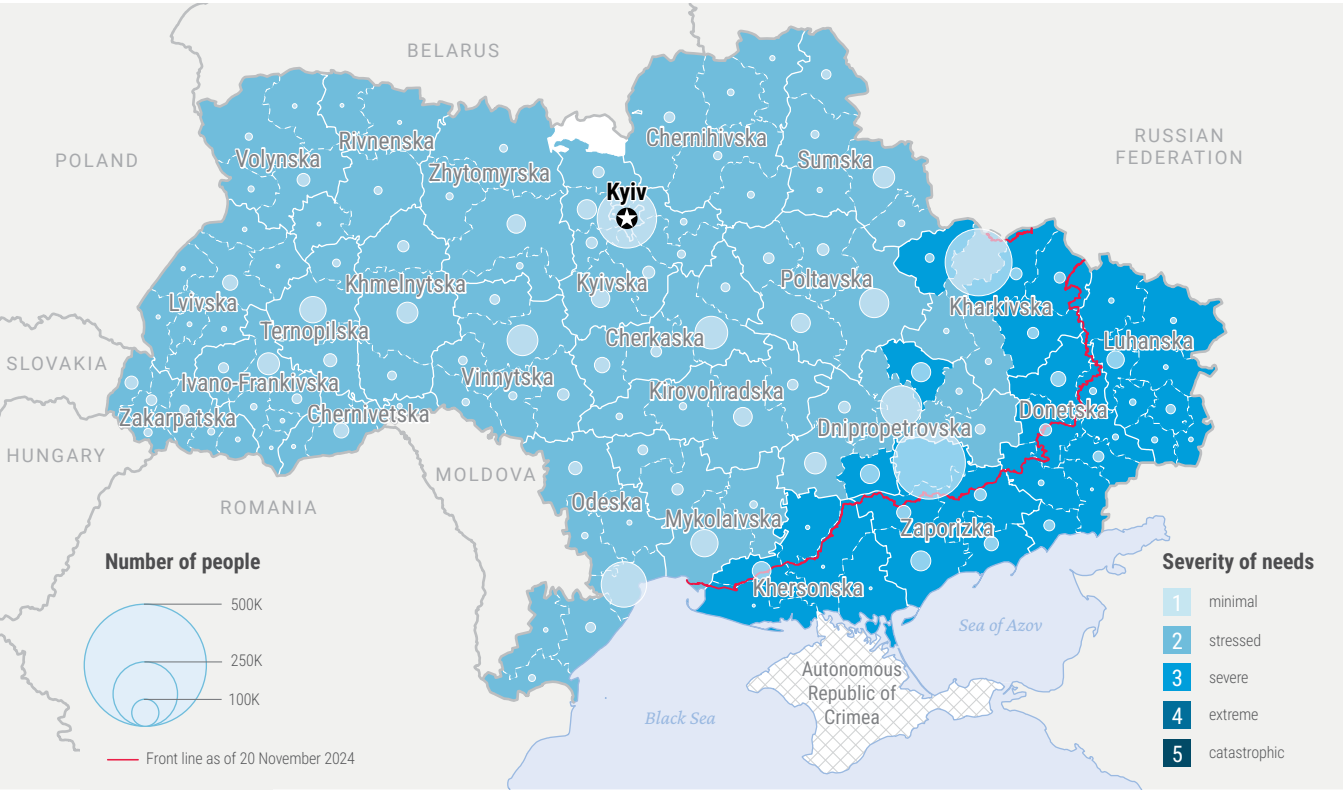 BELARUS
POLAND
RUSSIAN
FEDERATION
Volynska
Rivnenska
Zhytomyrska
Chernihivska
Sumska
Kyiv
Lvivska
Khmelnytska
Kyivska
Poltavska
Kharkivska
Ternopilska
Cherkaska
Luhanska
SLOVAKIA
Ivano-Frankivska
Vinnytska
Kirovohradska
Zakarpatska
Chernivetska
Dnipropetrovska
Donetska
HUNGARY
MOLDOVA
ROMANIA
Odeska
Mykolaivska
Zaporizka
Khersonska
Sea of Azov
Autonomous
Republic of
Crimea
Black Sea
Number of people
500K
250K
100K
Front line as of 20 November 2024
Severity of needs
1 minimal
2 stressed
3 severe
4 extreme
5 catastrophic